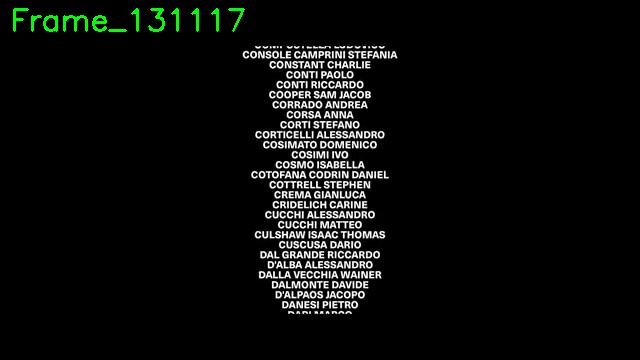 Frame_131117
CONSOLE CAMPRINI STEFANIA
CONSTANT CHARLIE
CONTI PAOLO
CONTI RICCARDO
COOPER SAM JACOB
CORRADO ANDREA
CORSA ANNA
CORTI STEFANO
CORTICELLI ALESSANDRO
COSIMATO DOMENICO
COSIMI IVO
COSMO ISABELLA
COTOFANA CODRIN DANIEL
COTTRELL STEPHEN
CREMA GIANLUCA
CRIDELICH CARINE
CUCCHI ALESSANDRO
CUCCHI MATTEO
CULSHAW ISAAC THOMAS
CUSCUSA DARIO
DAL GRANDE RICCARDO
D'ALBA ALESSANDRO
DALLA VECCHIA WAINER
DALMONTE DAVIDE
D'ALPAOS JACOPO
DANESI PIETRO